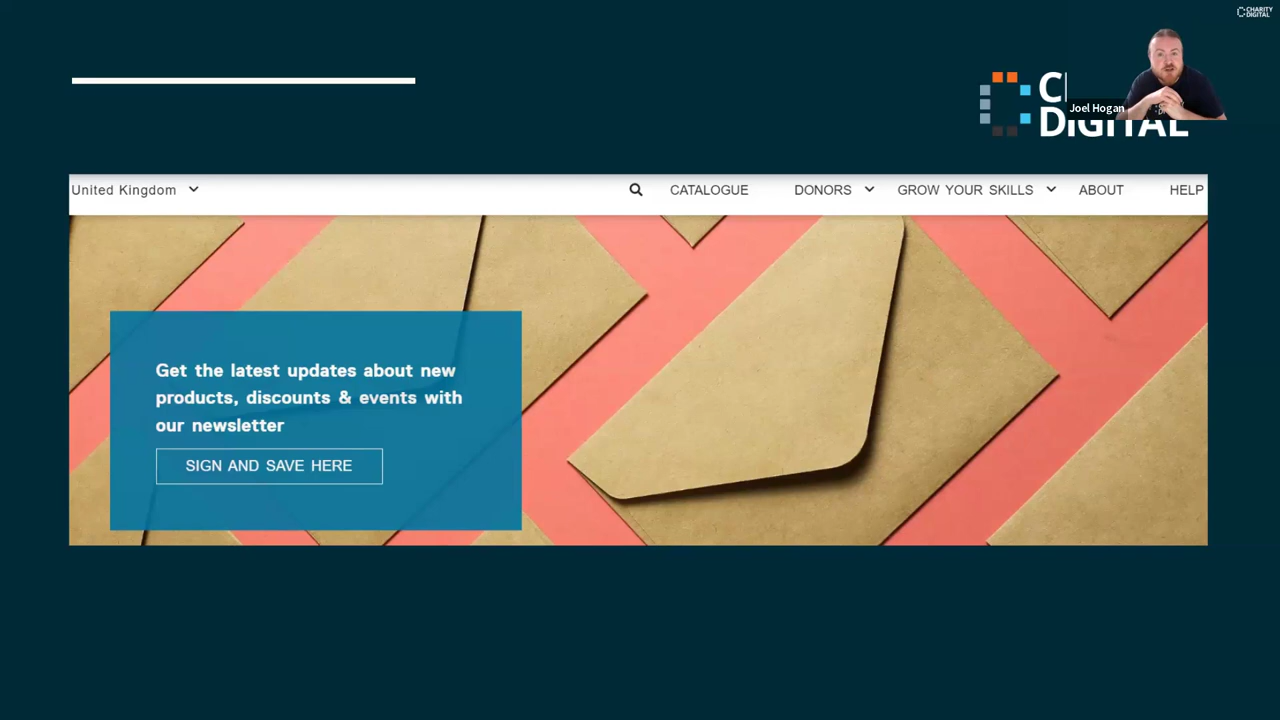 CHARITY
DIGITAL
Joel Hogan
DIGITAL
United Kingdom
CATALOGUE
DONORS
GROW YOUR SKILLS
ABOUT
HELP
Get the latest updates about new
products, discounts & events with
our newsletter
SIGN AND SAVE HERE